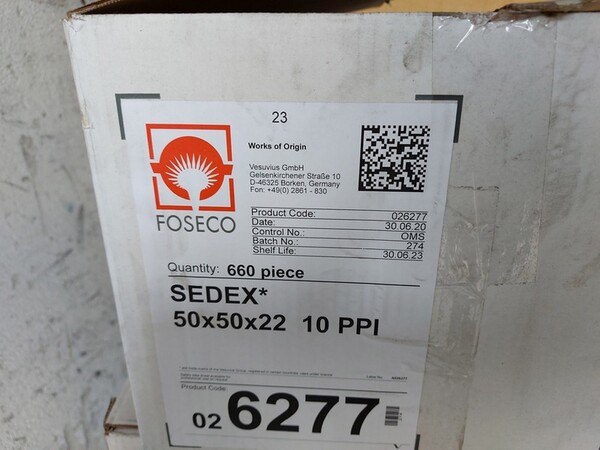 23
FOSECO
Works of Origin
Vesuvius GmbH
Gelsenkirchener Straße 10
D-46325 Borken, Germany
Fon: +49(0) 2861 - 830
Product Code: 026277
Date: 30.06.20
Control No.: OMS
Batch No.: 274
Shelf Life: 30.06.23
Quantity: 660 piece
SEDEX*
50x50x22 10 PPI
Product Code:
02 6277